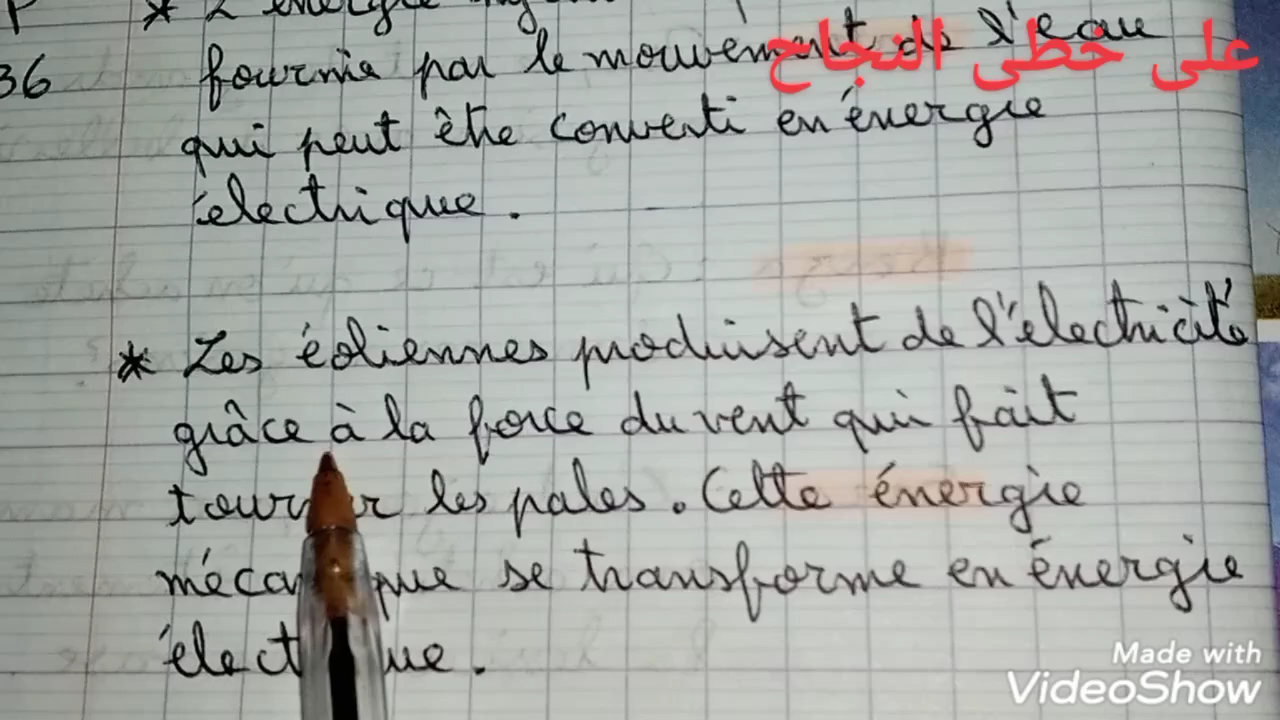 * L'énergie
fournie par le mouvement de l'eau
على خطى النجاح
36
qui peut être converti en énergie
électrique.
* Les éoliennes produisent de l'électricité
grâce à la force du vent qui fait
tourner les pales. Cette énergie
mécanique se transforme en énergie
électrique.
Made with
VideoShow